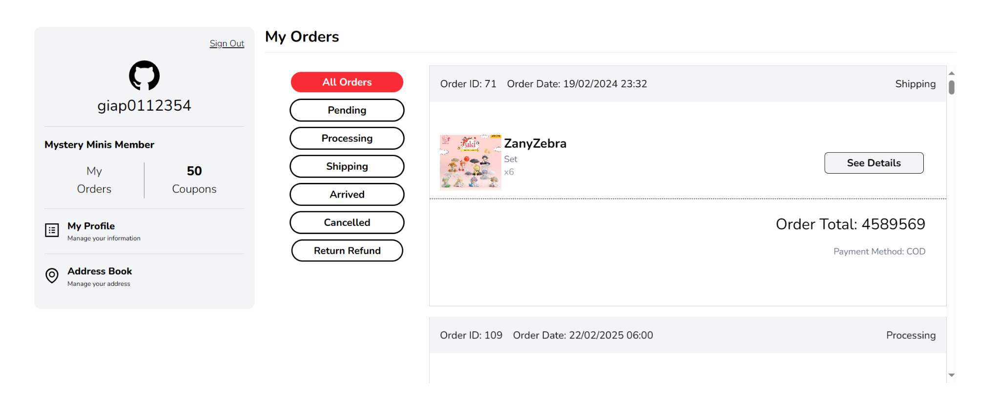 Sign Out
giap0112354
Mystery Minis Member
My
Orders
50
Coupons
My Profile
Manage your information
Address Book
Manage your address
My Orders
All Orders
Pending
Processing
Shipping
Arrived
Cancelled
Return Refund
Order ID: 71 Order Date: 19/02/2024 23:32 Shipping
uki
ZanyZebra
Set
x6
See Details
Order Total: 4589569
Payment Method: COD
Order ID: 109 Order Date: 22/02/2025 06:00 Processing